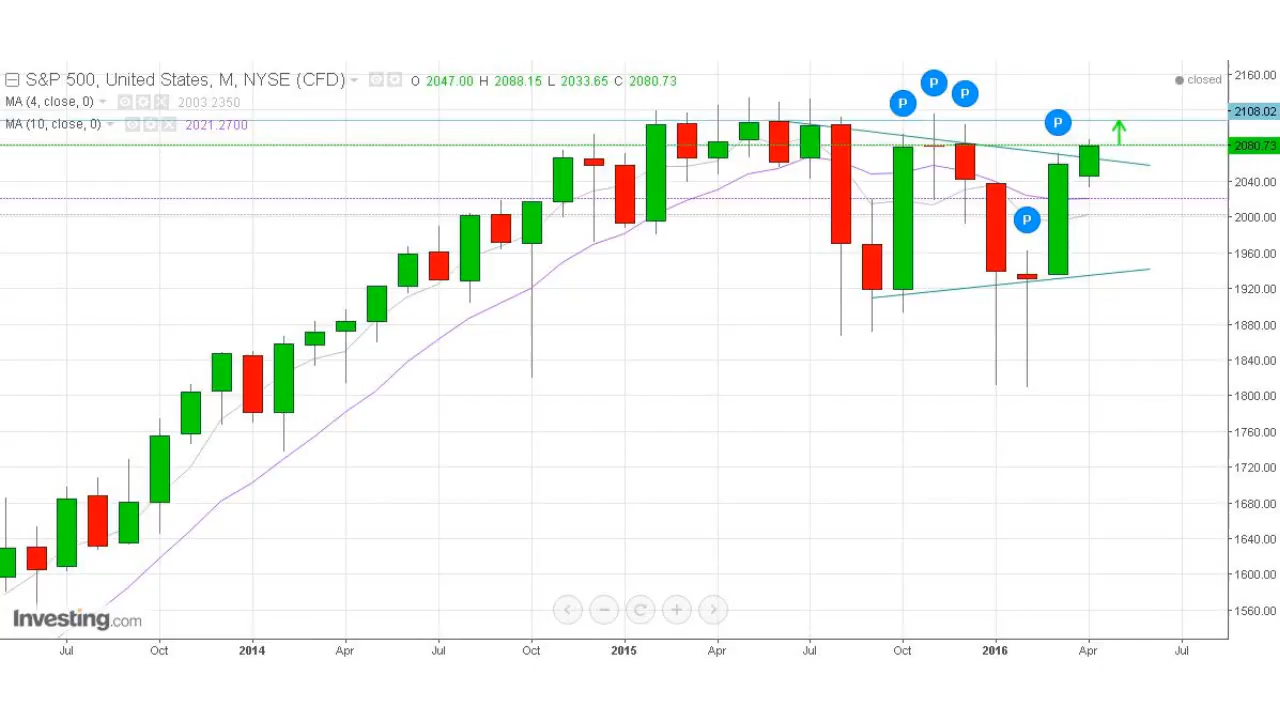 S&P 500, United States, M, NYSE (CFD) O 2047.00 H 2088.15 L 2033.65 C 2080.73
MA (4, close, 0) 2003.2350
MA (10, close, 0) 2021.2700
closed
2160.00
2108.02
2080.73
2040.00
2000.00
1960.00
1920.00
1880.00
1840.00
1800.00
1760.00
1720.00
1680.00
1640.00
1600.00
1560.00
P
P
P
P
P
Investing.com
Jul Oct 2014 Apr Jul Oct 2015 Apr Jul Oct 2016 Apr Jul